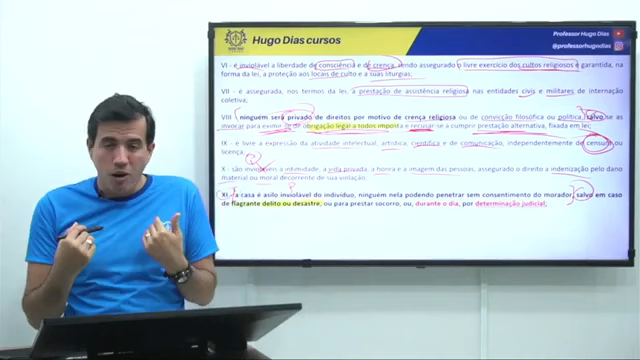 Hugo Dias cursos
Professor Hugo Dias
@professorhugodias
VI - é inviolável a liberdade de consciência e de crença, sendo assegurado o livre exercício dos cultos religiosos e garantida, na
forma da lei, a proteção aos locais de culto e a suas liturgias;
VII - é assegurada, nos termos da lei, a prestação de assistência religiosa nas entidades civis e militares de internação
coletiva;
VIII - ninguém será privado de direitos por motivo de crença religiosa ou de convicção filosófica ou política, salvo se as
invocar para eximir-se de obrigação legal a todos imposta e recusar-se a cumprir prestação alternativa, fixada em lei;
IX - é livre a expressão da atividade intelectual, artística, científica e de comunicação, independentemente de censura ou
licença;
X - são invioláveis a intimidade, a vida privada, a honra e a imagem das pessoas, assegurado o direito a indenização pelo dano
material ou moral decorrente de sua violação;
XI - a casa é asilo inviolável do indivíduo, ninguém nela podendo penetrar sem consentimento do morador, salvo em caso
de flagrante delito ou desastre, ou para prestar socorro, ou, durante o dia, por determinação judicial;